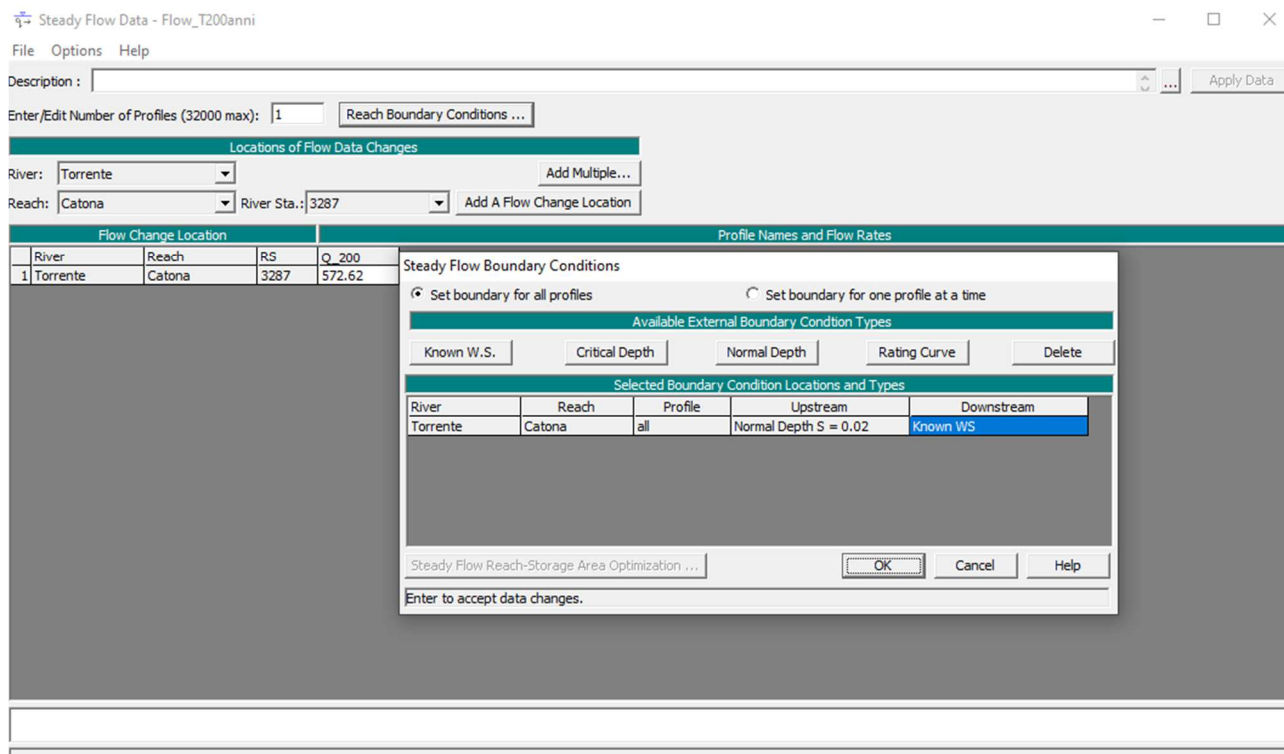 Steady Flow Data - Flow_T200anni
File Options Help
Description :
... Apply Data
Enter/Edit Number of Profiles (32000 max): 1 Reach Boundary Conditions ...
Locations of Flow Data Changes
River: Torrente Add Multiple...
Reach: Catona River Sta.: 3287 Add A Flow Change Location
Flow Change Location Profile Names and Flow Rates
River Reach RS Q_200
1 Torrente Catona 3287 572.62
Steady Flow Boundary Conditions
Set boundary for all profiles Set boundary for one profile at a time
Available External Boundary Condtion Types
Known W.S. Critical Depth Normal Depth Rating Curve Delete
Selected Boundary Condition Locations and Types
River Reach Profile Upstream Downstream
Torrente Catona all Normal Depth S = 0.02 Known WS
Steady Flow Reach-Storage Area Optimization ... OK Cancel Help
Enter to accept data changes.